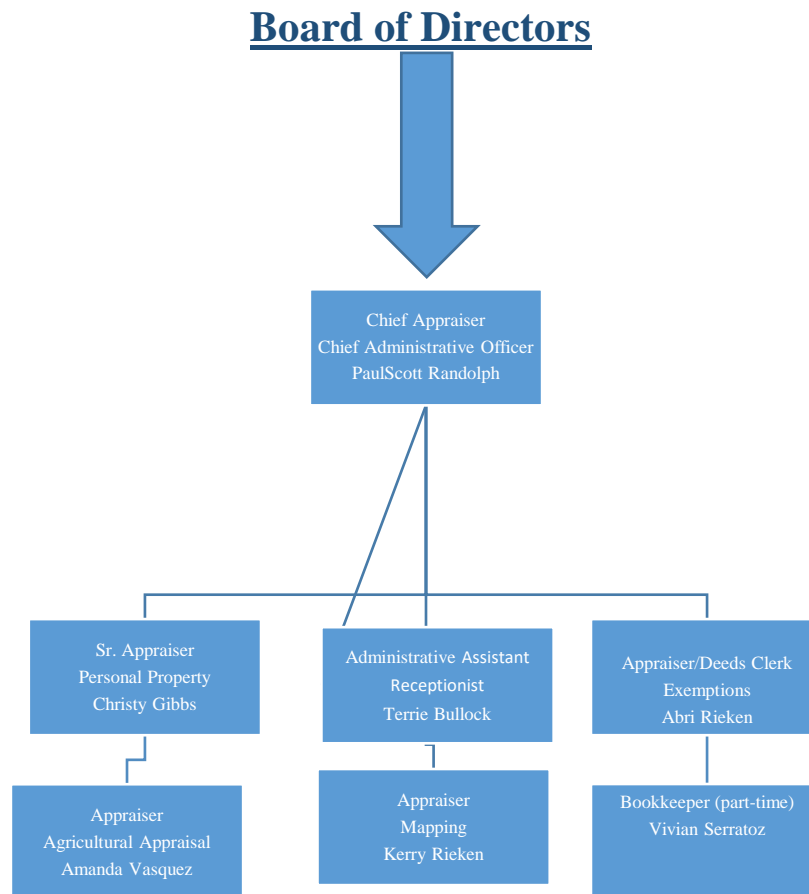 Board of Directors
Chief Appraiser
Chief Administrative Officer
PaulScott Randolph
Sr. Appraiser
Personal Property
Christy Gibbs
Administrative Assistant
Receptionist
Terrie Bullock
Appraiser/Deeds Clerk
Exemptions
Abri Rieken
Appraiser
Agricultural Appraisal
Amanda Vasquez
Appraiser
Mapping
Kerry Rieken
Bookkeeper (part-time)
Vivian Serratoz